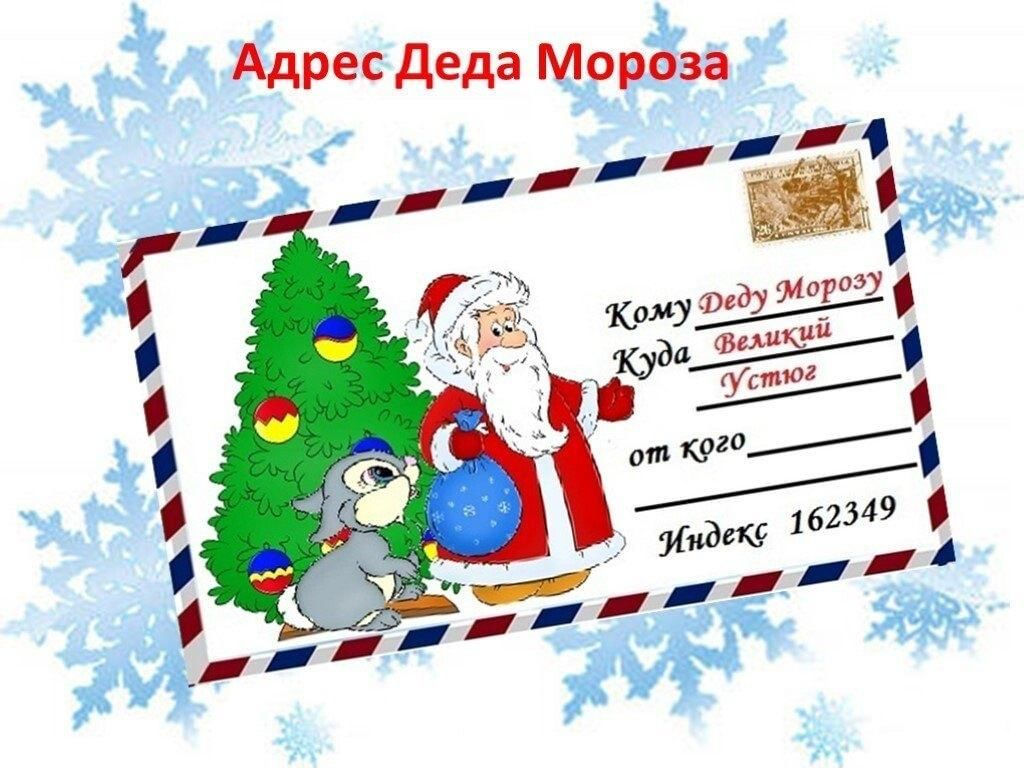 Адрес Деда Мороза
Кому Деду Морозу
Куда Великий
Устюг
от кого
Индекс 162349